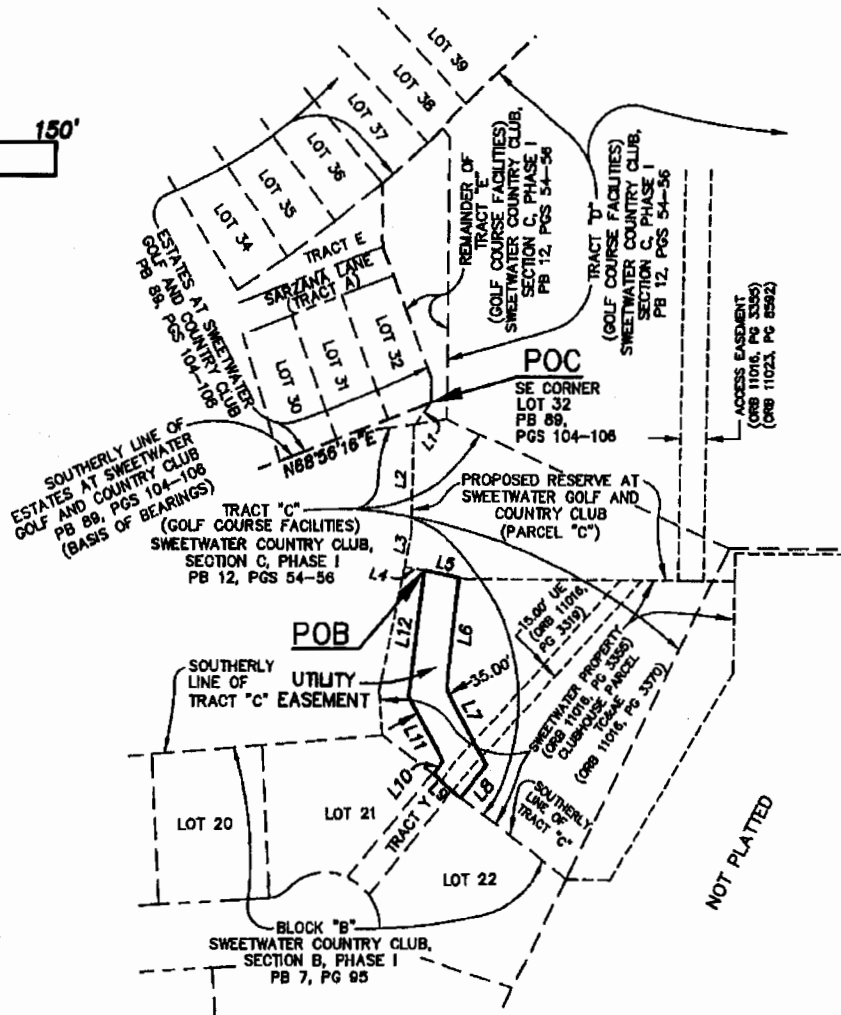 150'
LOT 39
LOT 38
LOT 37
LOT 36
LOT 35
LOT 34
TRACT E
SARZANA LANE
(TRACT A)
LOT 32
LOT 31
LOT 30
ESTATES AT SWEETWATER
GOLF AND COUNTRY CLUB
PB 89, PGS 104-106
REMAINDER OF
TRACT "E"
(GOLF COURSE FACILITIES)
SWEETWATER COUNTRY CLUB,
SECTION C, PHASE I
PB 12, PGS 54-56
TRACT "D"
(GOLF COURSE FACILITIES)
SWEETWATER COUNTRY CLUB,
SECTION C, PHASE I
PB 12, PGS 54-56
ACCESS EASEMENT
(ORB 11016, PG 3355)
(ORB 11023, PG 8592)
POC
SE CORNER
LOT 32
PB 89,
PGS 104-106
L1
N68°56'16"E
SOUTHERLY LINE OF
ESTATES AT SWEETWATER
GOLF AND COUNTRY CLUB
PB 89, PGS 104-106
(BASIS OF BEARINGS)
L2
PROPOSED RESERVE AT
SWEETWATER GOLF AND
COUNTRY CLUB
(PARCEL "C")
TRACT "C"
(GOLF COURSE FACILITIES)
SWEETWATER COUNTRY CLUB,
SECTION C, PHASE I
PB 12, PGS 54-56
L3
L4
L5
15.00' UE
(ORB 11016,
PG 3319)
POB
L12
L6
35.00'
SOUTHERLY
LINE OF
TRACT "C"
UTILITY
EASEMENT
L7
L11
SWEETWATER PROPERTY
(ORB 11016, PG 3355)
CLUBHOUSE PARCEL
TC&AE
(ORB 11016, PG 3370)
L10
L9
L8
SOUTHERLY
LINE OF
TRACT "C"
LOT 20
LOT 21
TRACT Y
LOT 22
NOT PLATTED
BLOCK "B"
SWEETWATER COUNTRY CLUB,
SECTION B, PHASE I
PB 7, PG 95